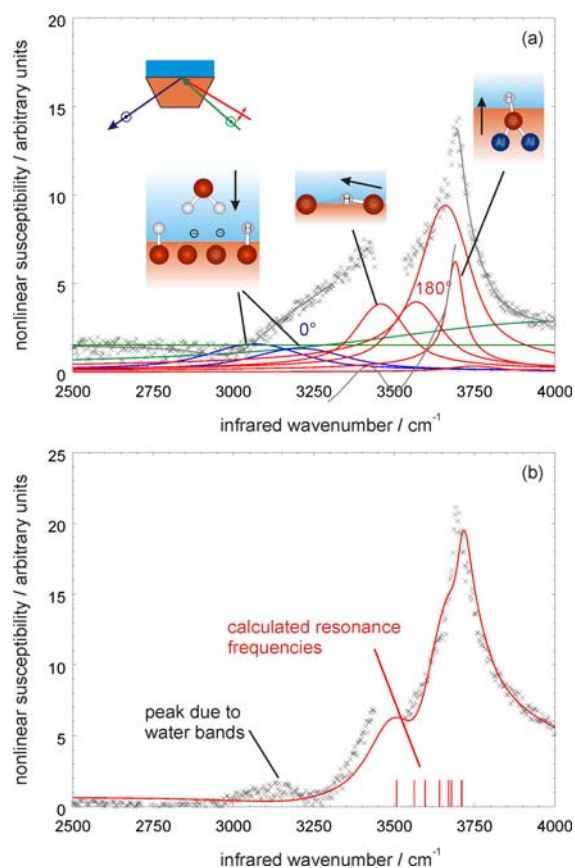 (a)
20
15
10
5
0
nonlinear susceptibility / arbitrary units
H
Al Al
H
H
0°
180°
2500 2750 3000 3250 3500 3750 4000
infrared wavenumber / cm-1
(b)
25
20
15
10
5
0
nonlinear susceptibility / arbitrary units
calculated resonance
frequencies
peak due to
water bands
2500 2750 3000 3250 3500 3750 4000
infrared wavenumber / cm-1